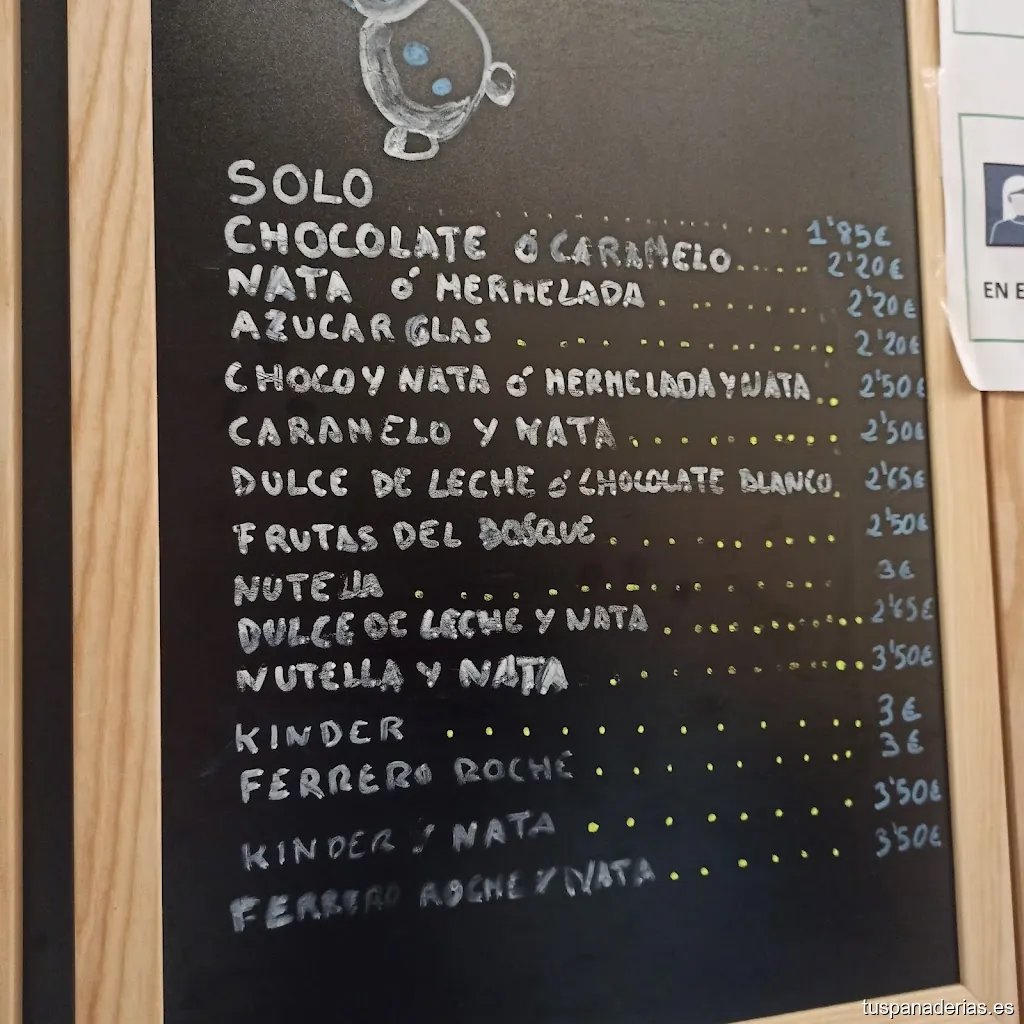 SOLO ........... 1'85€
CHOCOLATE ó CARAMELO...... 2'20€
NATA ó MERMELADA . ....... 2'20€
AZUCAR GLAS . .......... 2'20€
CHOCO Y NATA ó MERMELADA Y NATA.. 2'50€
CARAMELO Y NATA.......... 2'50€
DULCE DE LECHE ó CHOCOLATE BLANCO. 2'65€
FRUTAS DEL BOSQUE.......... 2'50€
NUTELLA ............ 3€
DULCE DE LECHE Y NATA ........... 2'65€
NUTELLA Y NATA .......... 3'50€
KINDER ........... 3€
FERRERO ROCHE ........ 3€
KINDER Y NATA ........ 3'50€
FERRERO ROCHE Y NATA ...... 3'50€
EN E
tuspanaderias.es